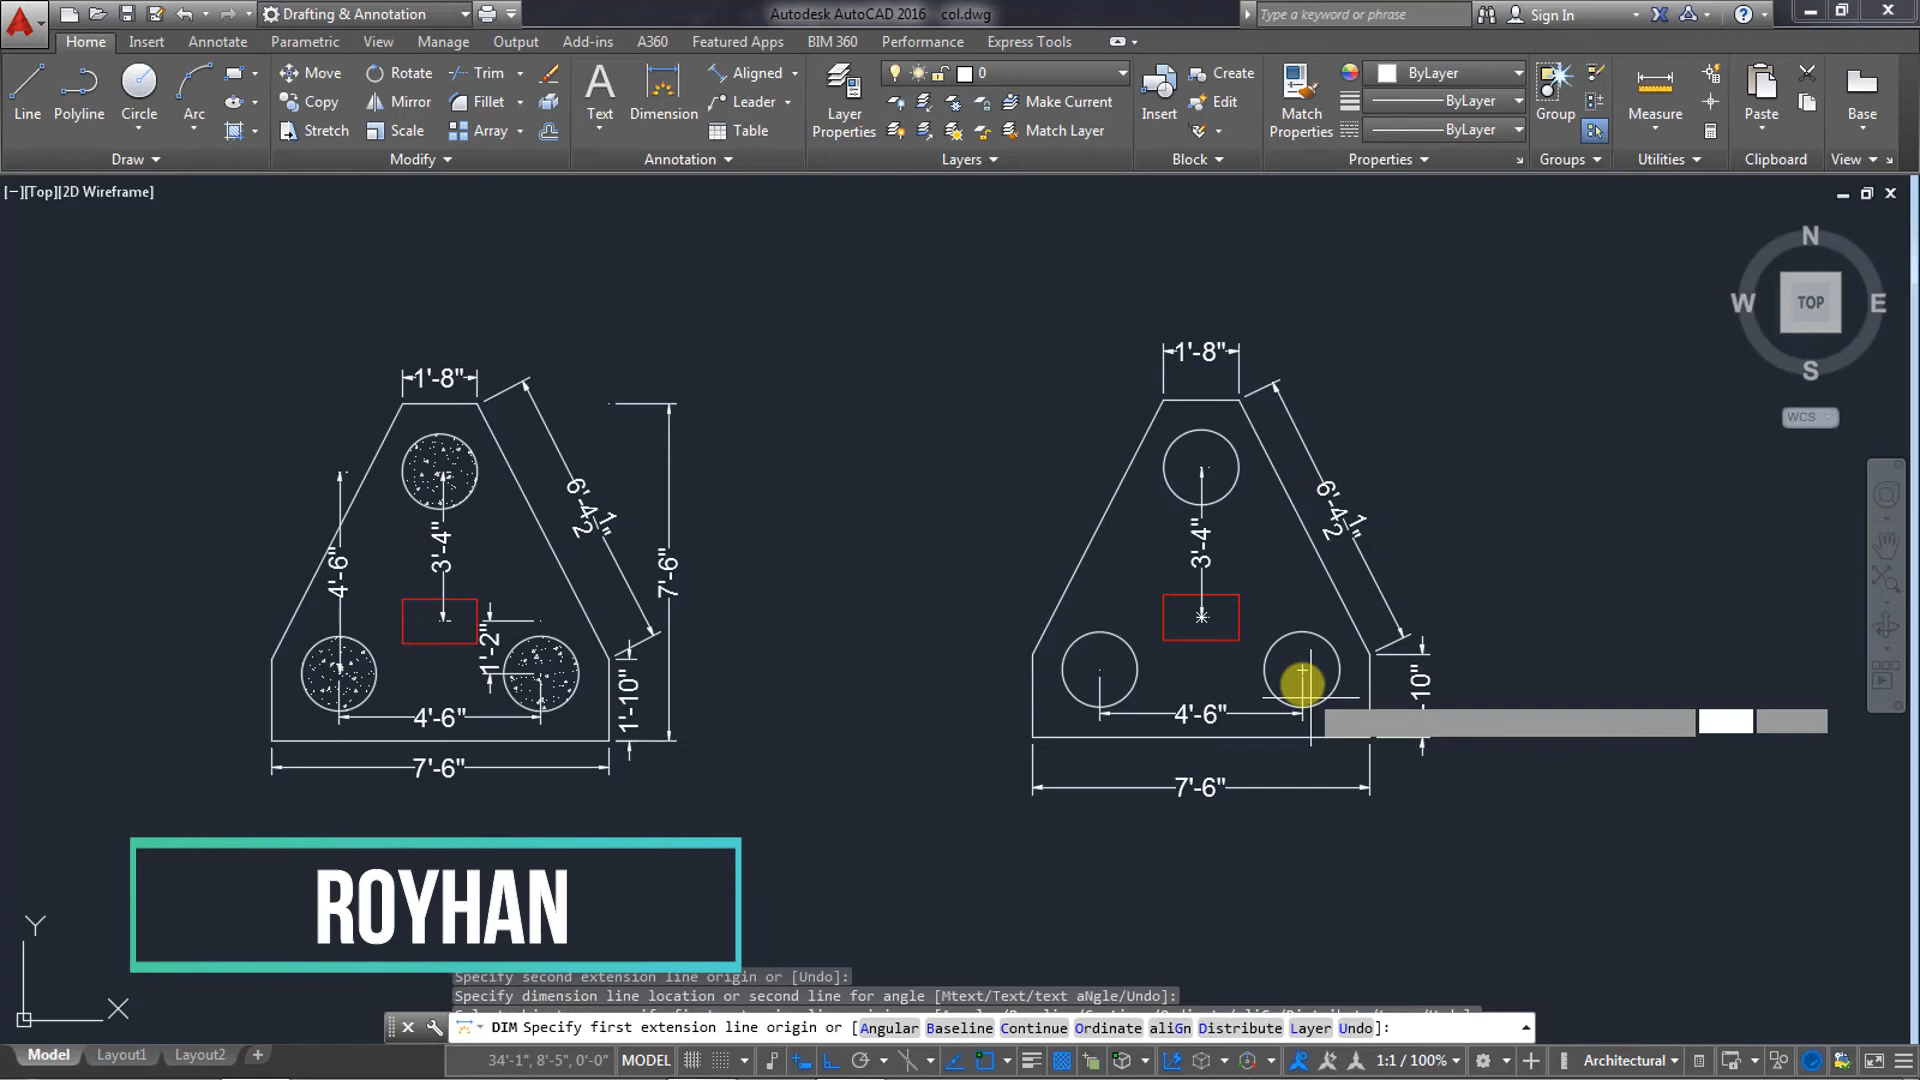 Drafting & Annotation
Autodesk AutoCAD 2016 col.dwg
Type a keyword or phrase
Sign In
Home Insert Annotate Parametric View Manage Output Add-ins A360 Featured Apps BIM 360 Performance Express Tools
Line Polyline Circle Arc
Draw
Move Rotate Trim
Copy Mirror Fillet
Stretch Scale Array
Modify
Text Dimension
Aligned
Leader
Table
Annotation
Layer Properties
0
Make Current
Match Layer
Layers
Insert
Create
Edit
Block
Match Properties
ByLayer
ByLayer
ByLayer
Properties
Group
Groups
Measure
Utilities
Paste
Clipboard
Base
View
[−][Top][2D Wireframe]
N
W TOP E
S
WCS
1'-8"
6'-4 1/2"
4'-6"
3'-4"
7'-6"
1'-2"
1'-10"
4'-6"
7'-6"
1'-8"
6'-4 1/2"
3'-4"
-10"
4'-6"
7'-6"
ROYHAN
Y
X
Specify second extension line origin or [Undo]:
Specify dimension line location or second line for angle [Mtext/Text/text aNgle/Undo]:
DIM Specify first extension line origin or [Angular Baseline Continue Ordinate aliGn Distribute Layer Undo]:
Model Layout1 Layout2 +
34'-1", 8'-5", 0'-0" MODEL 1:1 / 100% Architectural